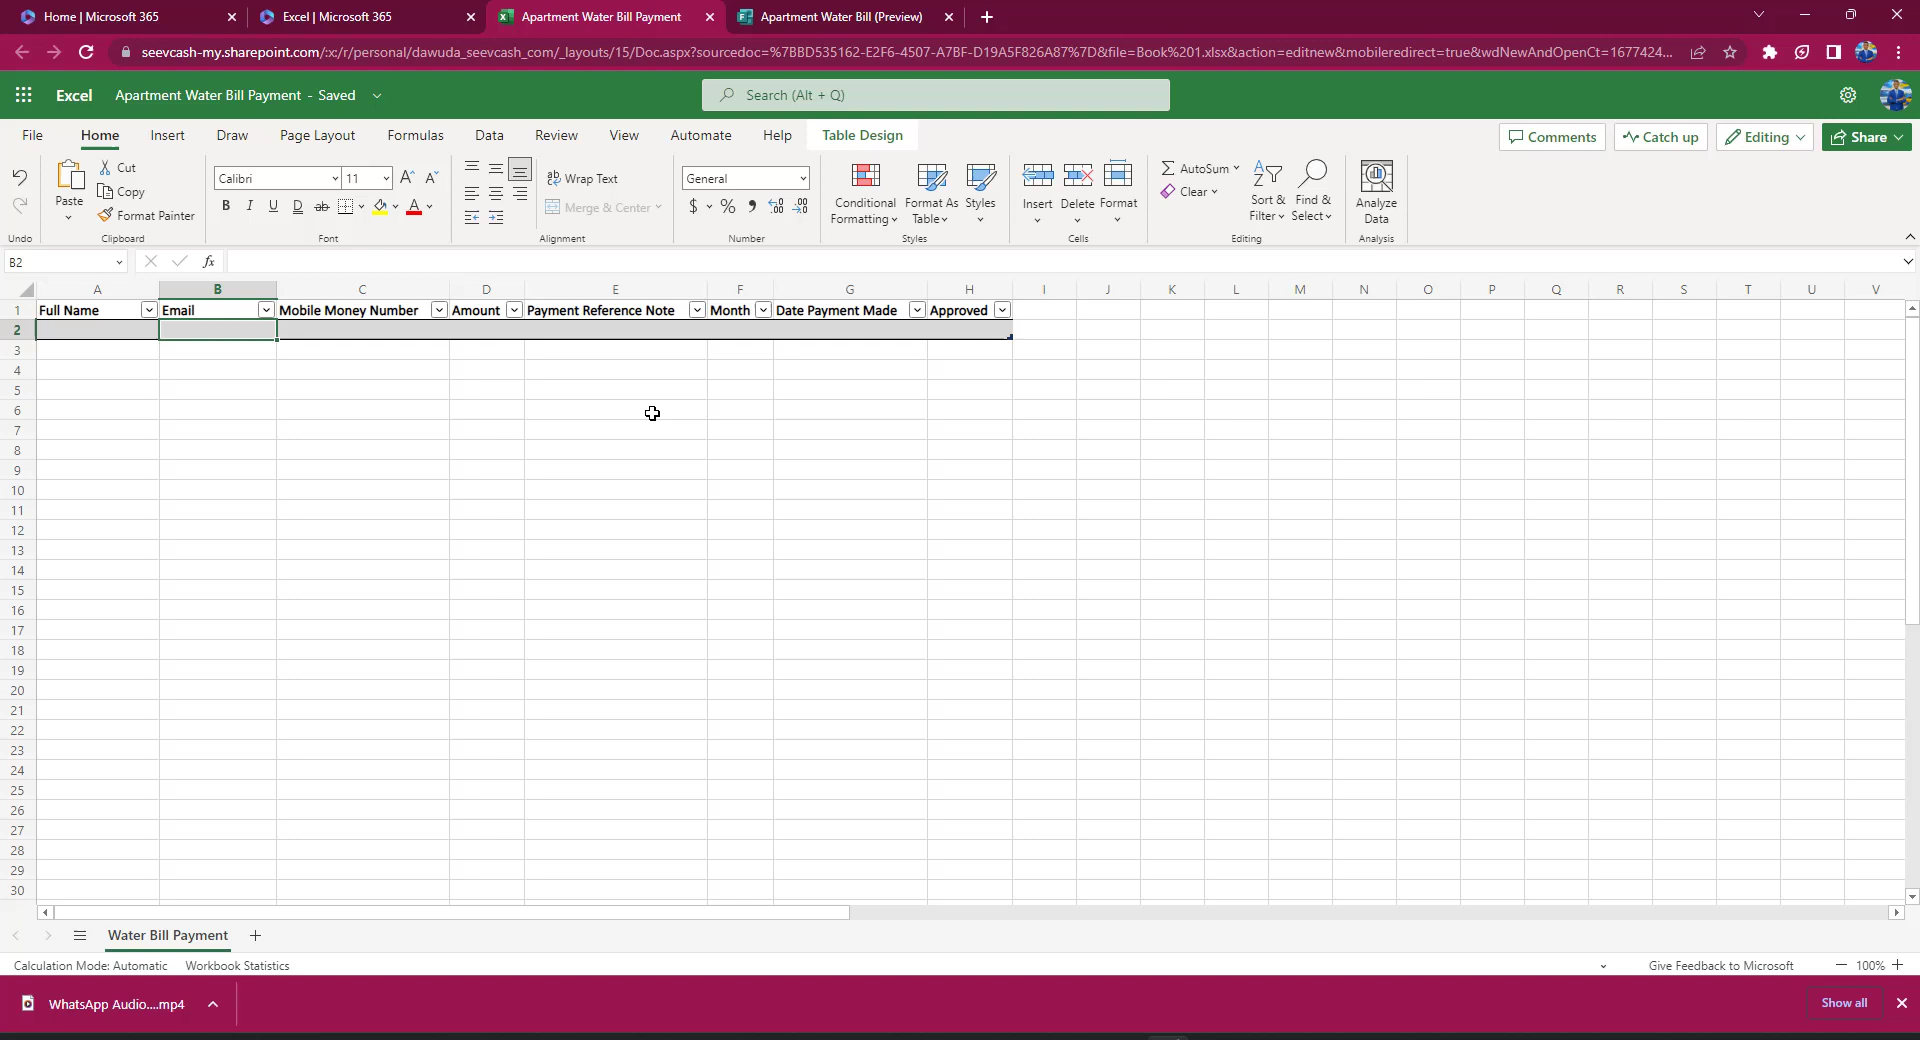 Home | Microsoft 365
Excel | Microsoft 365
Apartment Water Bill Payment
Apartment Water Bill (Preview)
seevcash-my.sharepoint.com/:x:/r/personal/dawuda_seevcash_com/_layouts/15/Doc.aspx?sourcedoc=%7BBD535162-E2F6-4507-A7BF-D19A5F826A87%7D&file=Book%201.xlsx&action=editnew&mobileredirect=true&wdNewAndOpenCt=1677424...
Excel
Apartment Water Bill Payment - Saved
Search (Alt + Q)
File Home Insert Draw Page Layout Formulas Data Review View Automate Help Table Design
Comments Catch up Editing Share
Paste Cut Copy Format Painter
Calibri 11
B I U D ab A
ab Wrap Text
Merge & Center
General
$ % 9 .00
Conditional Formatting
Format As Table
Styles
Insert Delete Format
AutoSum
Clear
Sort & Filter
Find & Select
Analyze Data
Undo Clipboard Font Alignment Number Styles Cells Editing Analysis
B2 fx
A B C D E F G H I J K L M N O P Q R S T U V
1 Full Name Email Mobile Money Number Amount Payment Reference Note Month Date Payment Made Approved
2
3
4
5
6
7
8
9
10
11
12
13
14
15
16
17
18
19
20
21
22
23
24
25
26
27
28
29
30
Water Bill Payment
Calculation Mode: Automatic Workbook Statistics
Give Feedback to Microsoft 100%
WhatsApp Audio....mp4
Show all